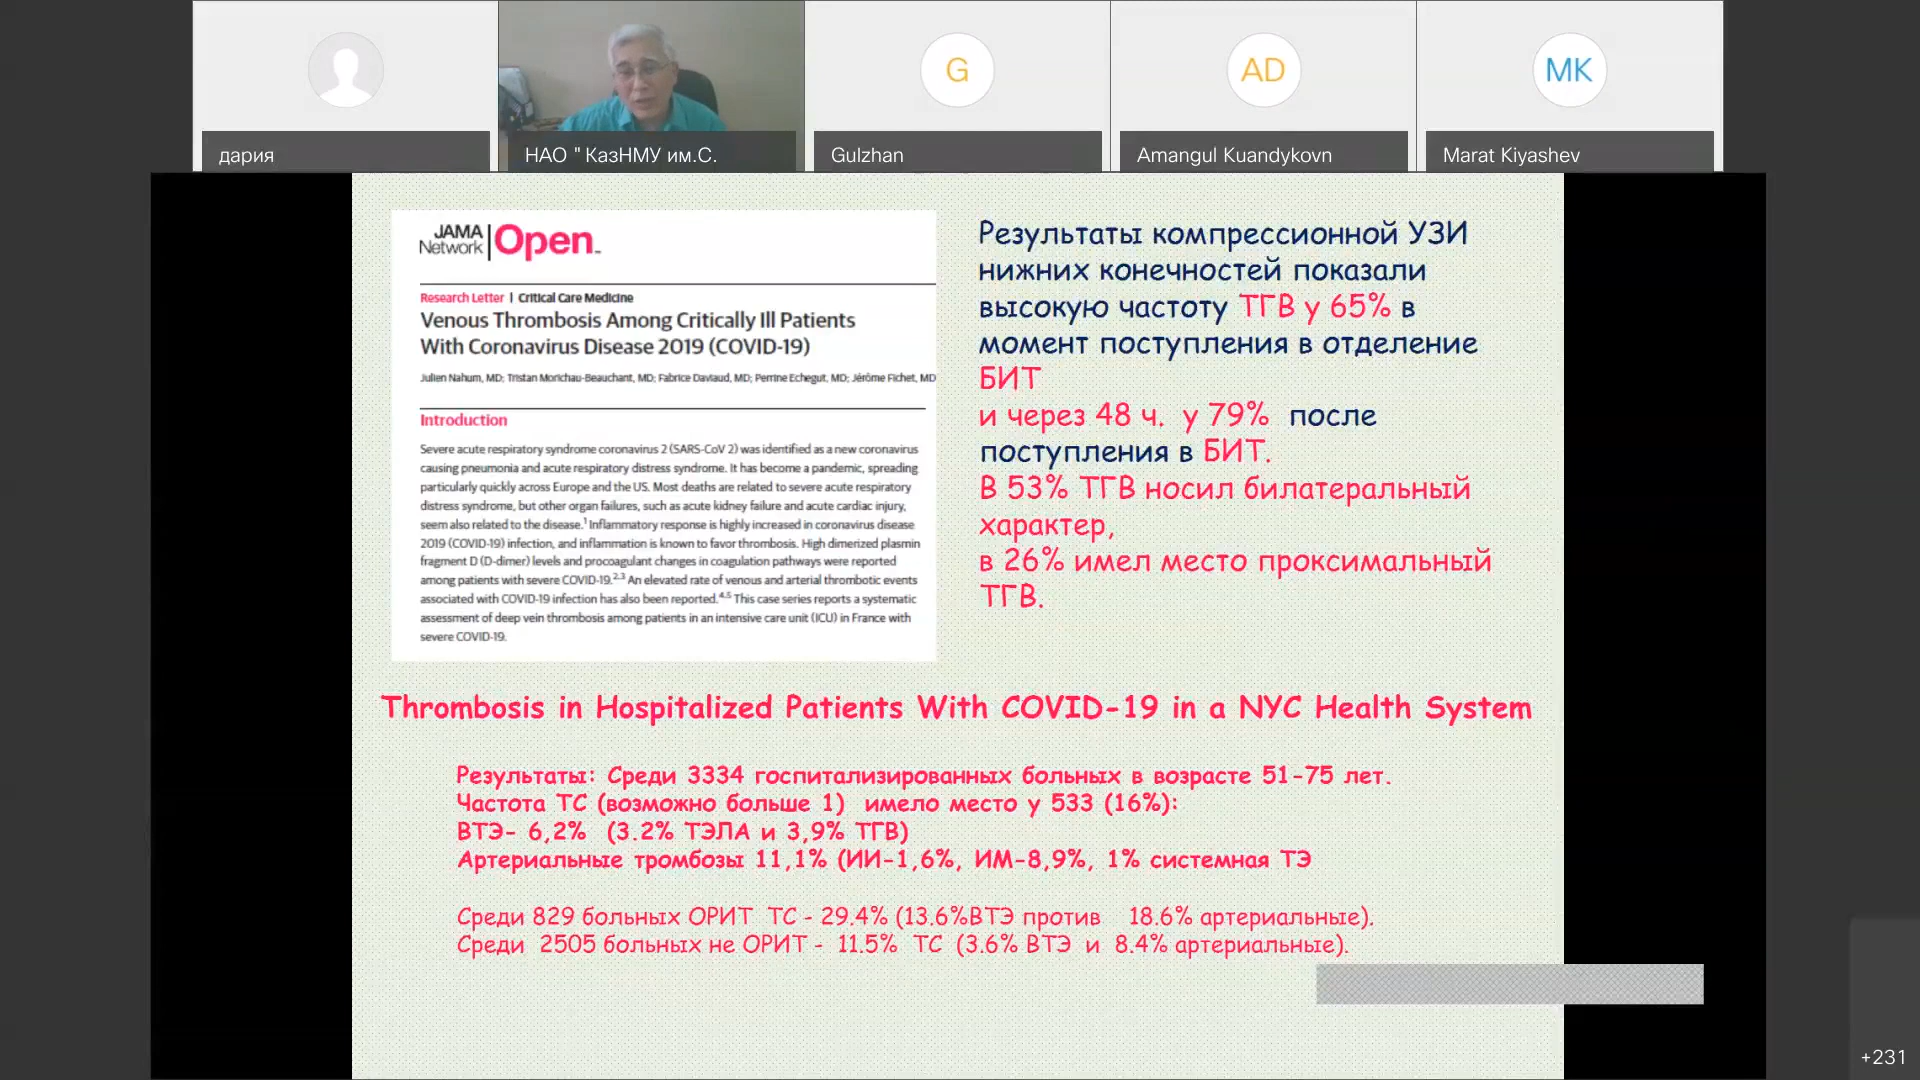 дария
НАО " КазНМУ им.С.
G
Gulzhan
AD
Amangul Kuandykovn
MK
Marat Kiyashev
JAMA
Network
Open™
Research Letter | Critical Care Medicine
Venous Thrombosis Among Critically Ill Patients
With Coronavirus Disease 2019 (COVID-19)
Julien Nahum, MD; Tristan Morichau-Beauchant, MD; Fabrice Daviaud, MD; Perrine Echegut, MD; Jérôme Fichet, MD
Introduction
Severe acute respiratory syndrome coronavirus 2 (SARS-CoV 2) was identified as a new coronavirus
causing pneumonia and acute respiratory distress syndrome. It has become a pandemic, spreading
particularly quickly across Europe and the US. Most deaths are related to severe acute respiratory
distress syndrome, but other organ failures, such as acute kidney failure and acute cardiac injury,
seem also related to the disease.1 Inflammatory response is highly increased in coronavirus disease
2019 (COVID-19) infection, and inflammation is known to favor thrombosis. High dimerized plasmin
fragment D (D-dimer) levels and procoagulant changes in coagulation pathways were reported
among patients with severe COVID-19.2,3 An elevated rate of venous and arterial thrombotic events
associated with COVID-19 infection has also been reported.4,5 This case series reports a systematic
assessment of deep vein thrombosis among patients in an intensive care unit (ICU) in France with
severe COVID-19.
Результаты компрессионной УЗИ
нижних конечностей показали
высокую частоту ТГВ у 65% в
момент поступления в отделение
БИТ
и через 48 ч. у 79% после
поступления в БИТ.
В 53% ТГВ носил билатеральный
характер,
в 26% имел место проксимальный
ТГВ.
Thrombosis in Hospitalized Patients With COVID-19 in a NYC Health System
Результаты: Среди 3334 госпитализированных больных в возрасте 51-75 лет.
Частота ТС (возможно больше 1) имело место у 533 (16%):
ВТЭ- 6,2% (3.2% ТЭЛА и 3,9% ТГВ)
Артериальные тромбозы 11,1% (ИИ-1,6%, ИМ-8,9%, 1% системная ТЭ
Среди 829 больных ОРИТ ТС - 29.4% (13.6%ВТЭ против 18.6% артериальные).
Среди 2505 больных не ОРИТ - 11.5% ТС (3.6% ВТЭ и 8.4% артериальные).
+231